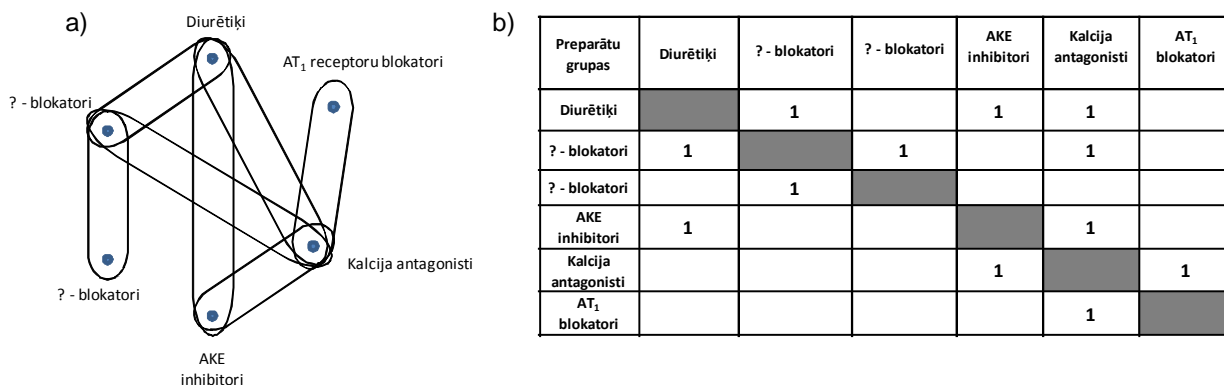 a)
Diurētiķi
AT1 receptoru blokatori
? - blokatori
Kalcija antagonisti
? - blokatori
AKE
inhibitori
b)
Preparātu
grupas
Diurētiķi
? - blokatori
? - blokatori
AKE
inhibitori
Kalcija
antagonisti
AT1
blokatori
Diurētiķi 1 1 1
? - blokatori 1 1 1
? - blokatori 1
AKE
inhibitori
1 1
Kalcija
antagonisti
1 1
AT1
blokatori
1